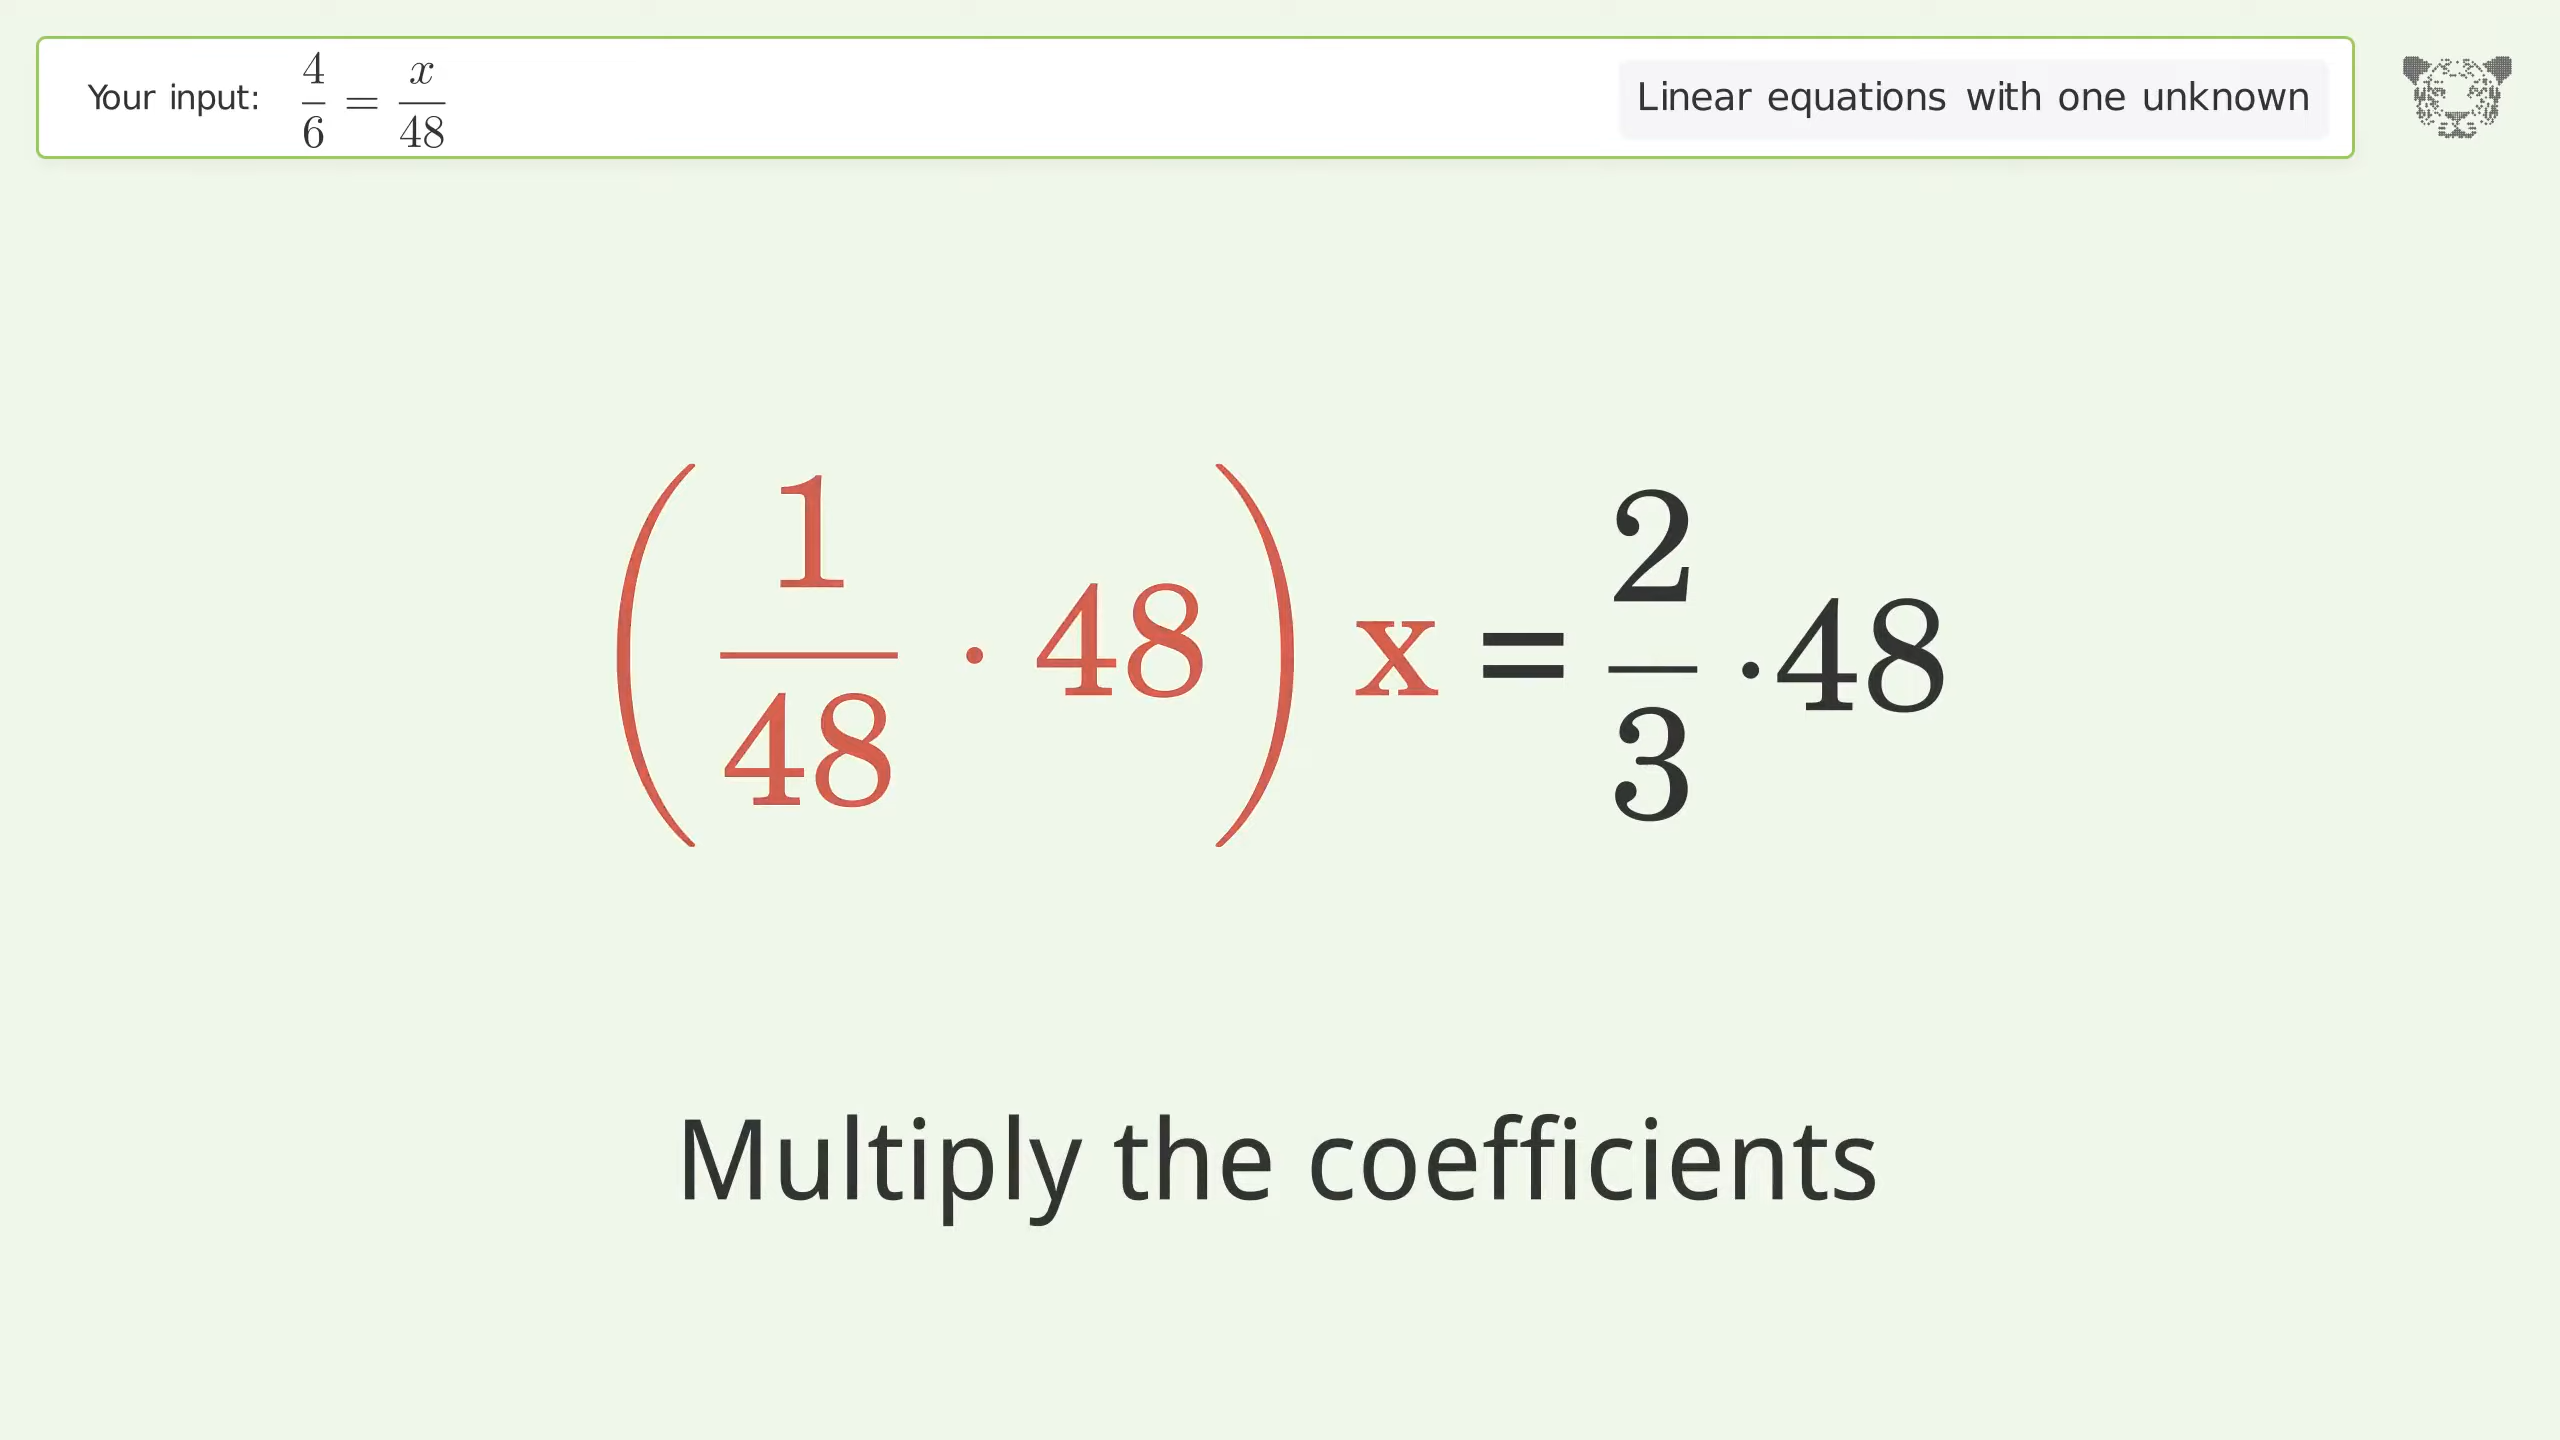 Your input: 4/6 = x/48
Linear equations with one unknown
(1/48 · 48) x = 2/3 · 48
Multiply the coefficients